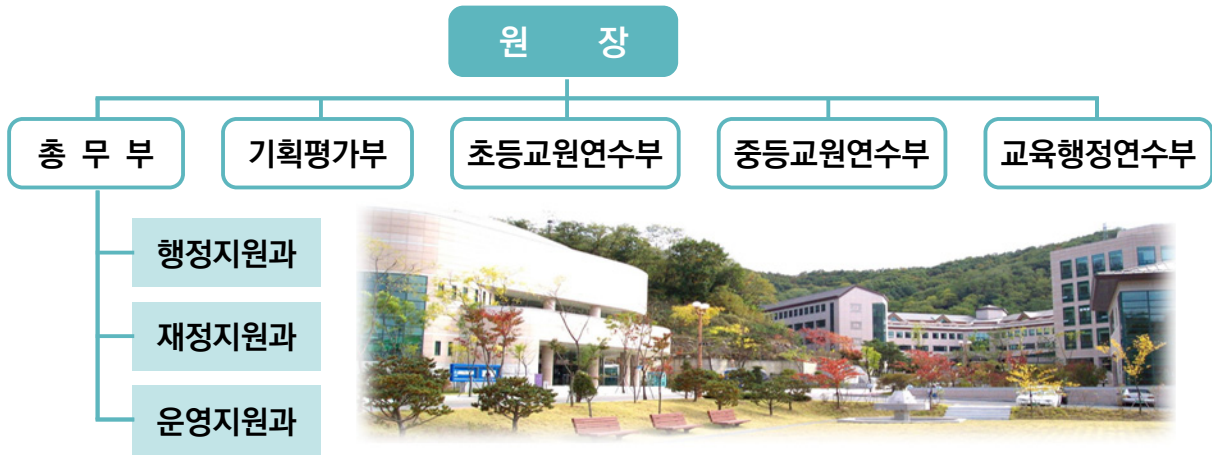 원 장
총 무 부
기획평가부
초등교원연수부
중등교원연수부
교육행정연수부
행정지원과
재정지원과
운영지원과